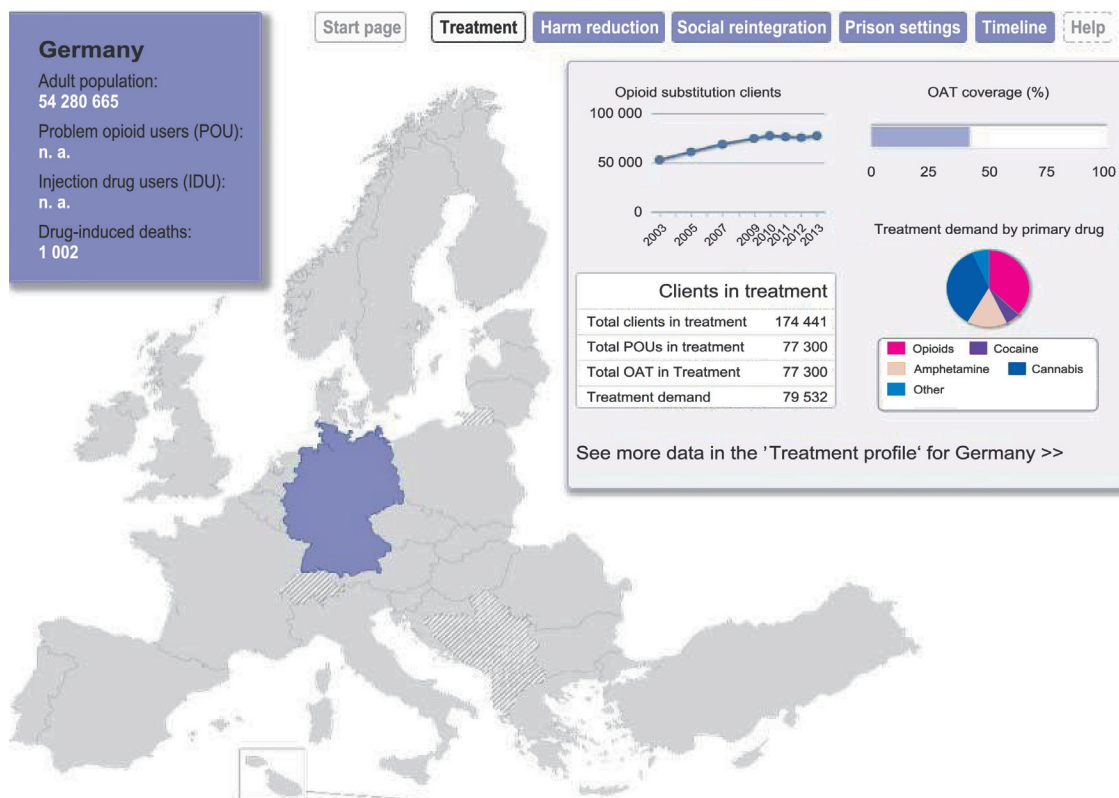 Start page
Treatment
Harm reduction
Social reintegration
Prison settings
Timeline
Help
Germany
Adult population:
54 280 665
Problem opioid users (POU):
n. a.
Injection drug users (IDU):
n. a.
Drug-induced deaths:
1 002
Opioid substitution clients
100 000
50 000
0
2003
2005
2007
2009
2010
2011
2012
2013
OAT coverage (%)
0 25 50 75 100
Treatment demand by primary drug
Opioids Cocaine
Amphetamine Cannabis
Other
Clients in treatment
Total clients in treatment 174 441
Total POUs in treatment 77 300
Total OAT in Treatment 77 300
Treatment demand 79 532
See more data in the 'Treatment profile‘ for Germany >>